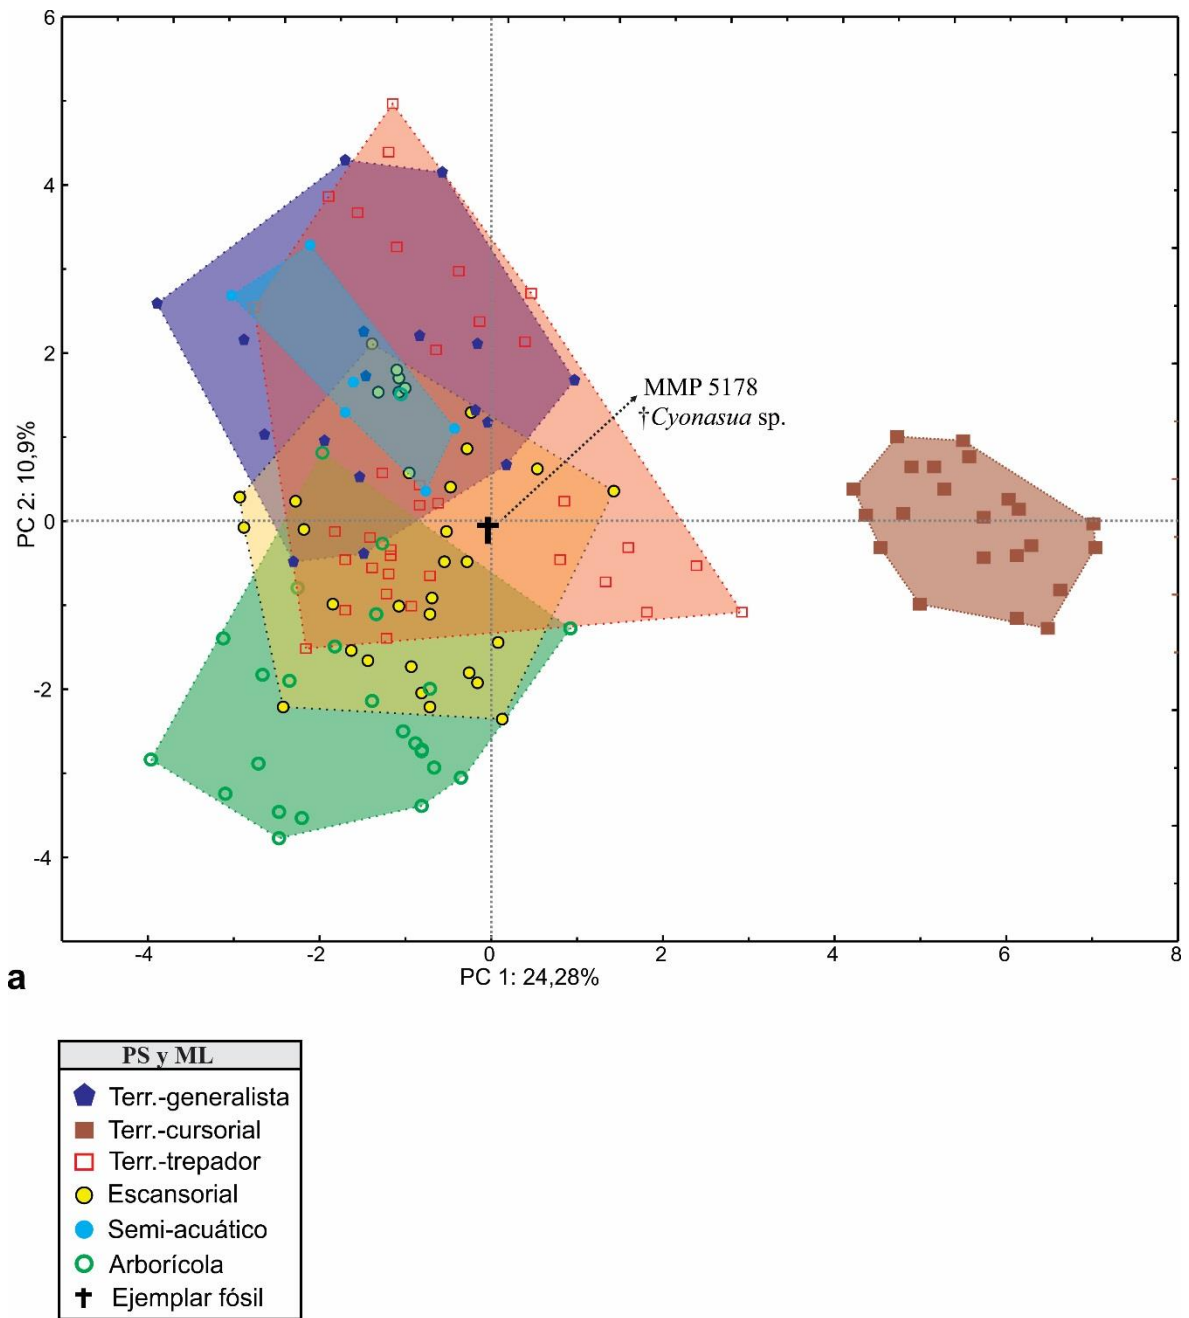 6
4
2
0
-2
-4
PC 2: 10,9%
MMP 5178
†Cyonasua sp.
-4
-2
0
2
4
6
8
PC 1: 24,28%
a
PS y ML
Terr.-generalista
Terr.-cursorial
Terr.-trepador
Escansorial
Semi-acuático
Arborícola
Ejemplar fósil